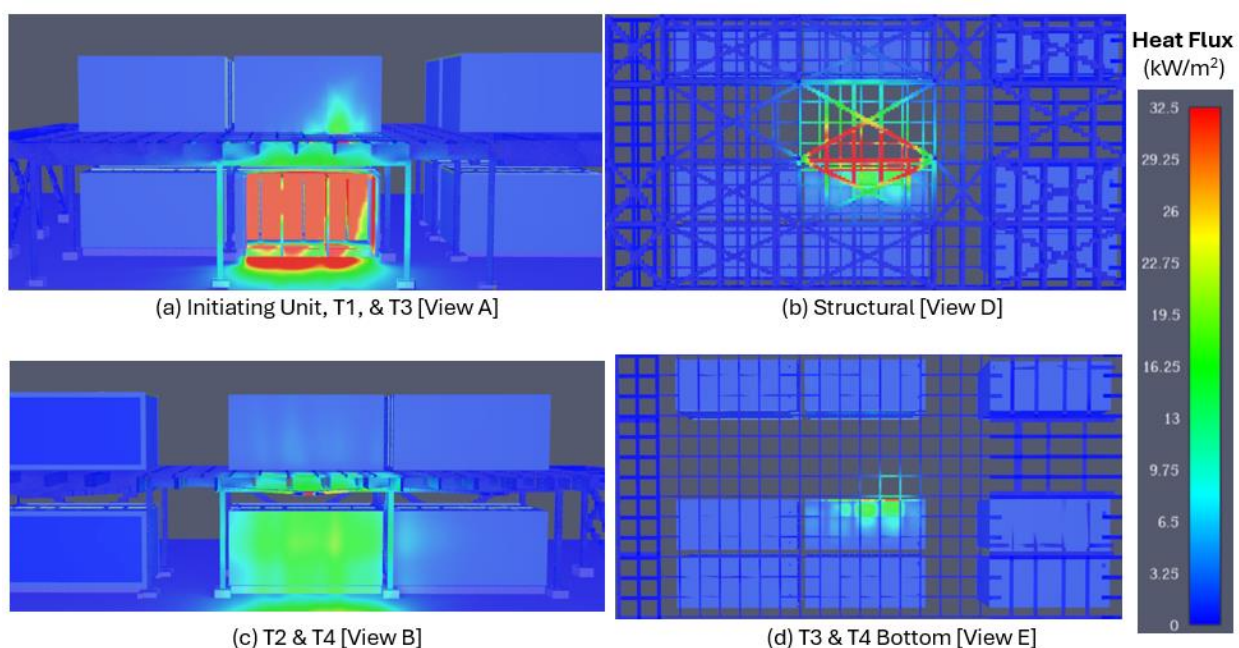 Heat Flux
(kW/m²)
32.5
29.25
26
22.75
19.5
16.25
13
9.75
6.5
3.25
0
(a) Initiating Unit, T1, & T3 [View A]
(b) Structural [View D]
(c) T2 & T4 [View B]
(d) T3 & T4 Bottom [View E]